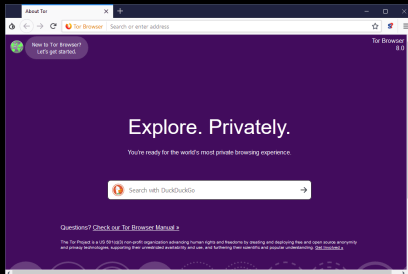 About Tor
Tor Browser
Search or enter address
New to Tor Browser?
Let's get started.
Tor Browser
8.0
Explore. Privately.
You're ready for the world's most private browsing experience.
Search with DuckDuckGo
Questions? Check our Tor Browser Manual »
The Tor Project is a US 501(c)(3) non-profit organization advancing human rights and freedoms by creating and deploying free and open source anonymity
and privacy technologies, supporting their unrestricted availability and use, and furthering their scientific and popular understanding. Get Involved »